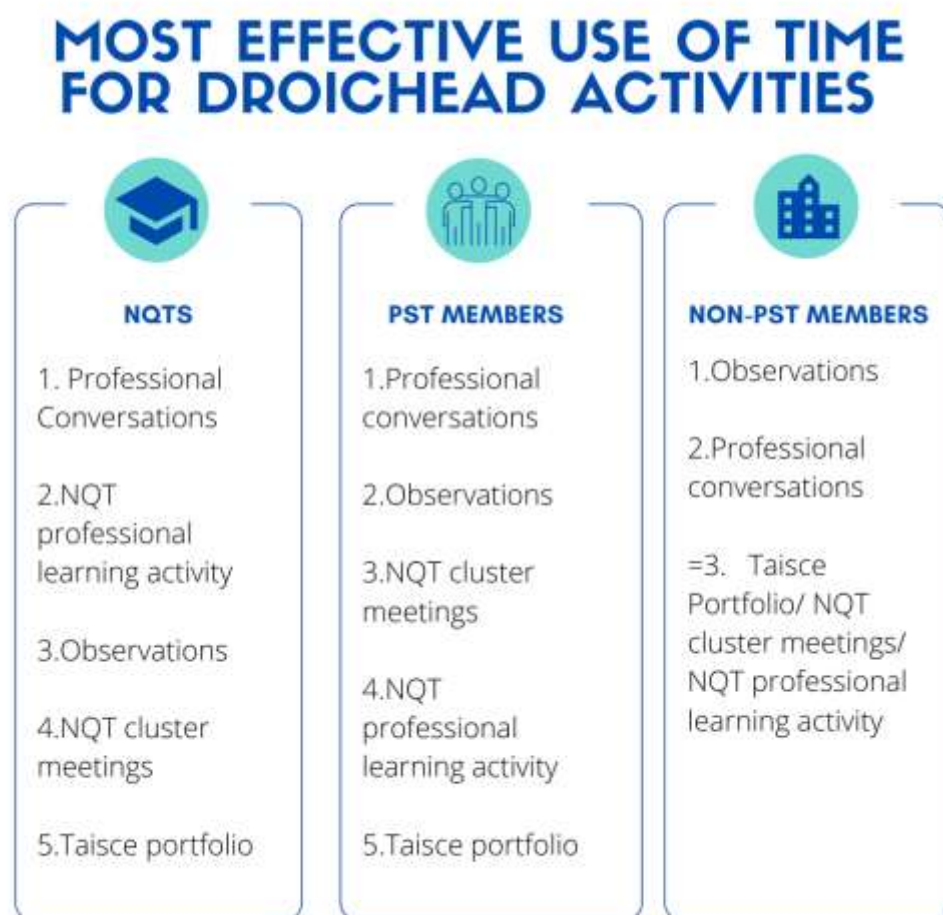 MOST EFFECTIVE USE OF TIME
FOR DROICHEAD ACTIVITIES
NQTS
1. Professional
Conversations
2.NQT
professional
learning activity
3.Observations
4.NQT cluster
meetings
5.Taisce portfolio
PST MEMBERS
1.Professional
conversations
2.Observations
3.NQT cluster
meetings
4.NQT
professional
learning activity
5.Taisce portfolio
NON-PST MEMBERS
1.Observations
2.Professional
conversations
=3. Taisce
Portfolio/ NQT
cluster meetings/
NQT professional
learning activity